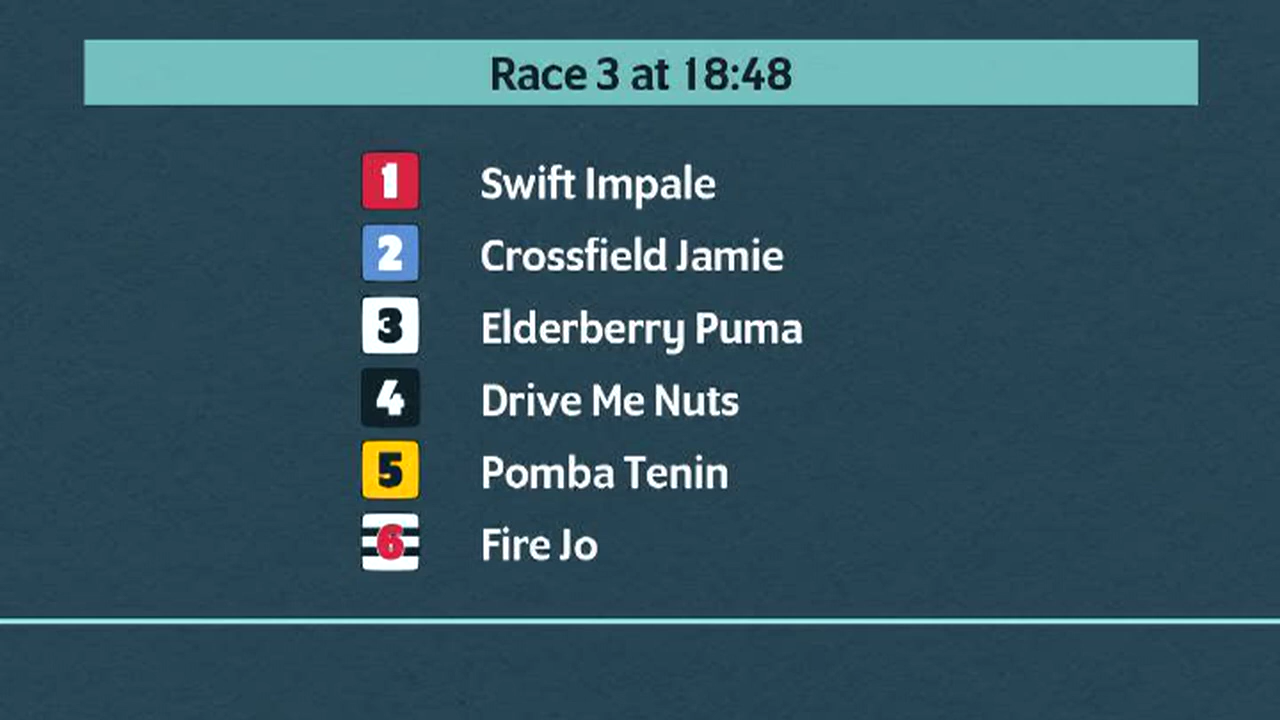 Race 3 at 18:48
1 Swift Impale
2 Crossfield Jamie
3 Elderberry Puma
4 Drive Me Nuts
5 Pomba Tenin
6 Fire Jo